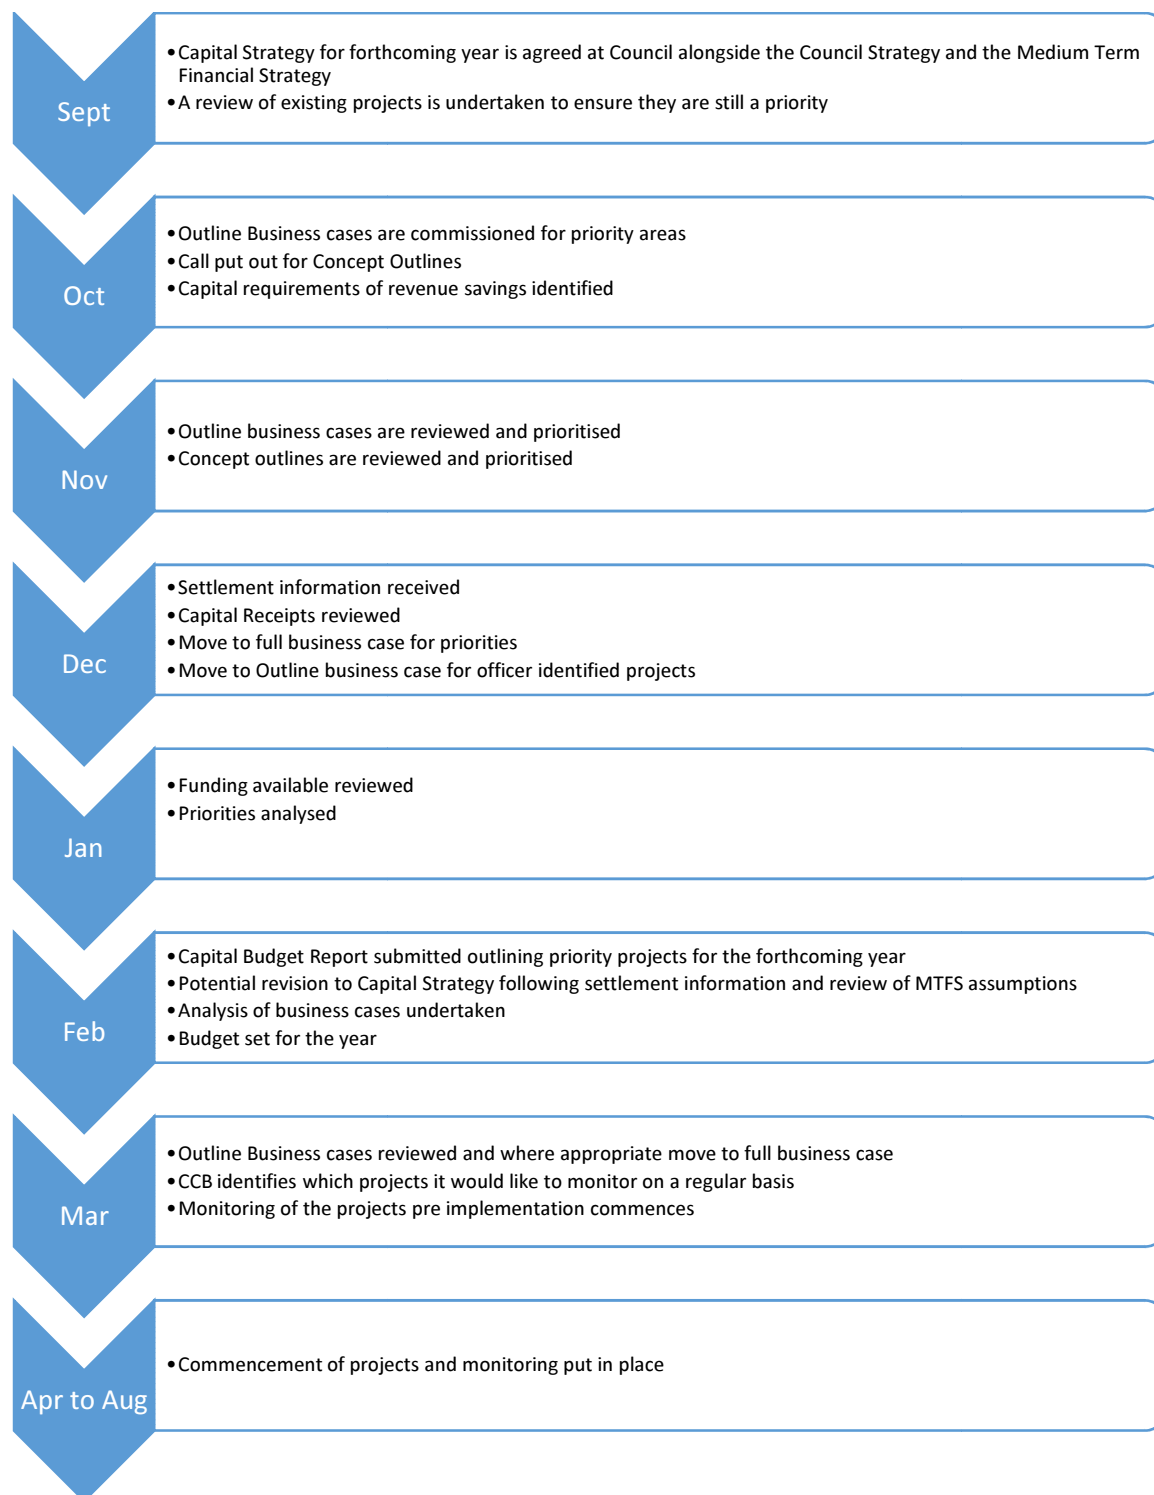 Sept
•Capital Strategy for forthcoming year is agreed at Council alongside the Council Strategy and the Medium Term
Financial Strategy
•A review of existing projects is undertaken to ensure they are still a priority
Oct
•Outline Business cases are commissioned for priority areas
•Call put out for Concept Outlines
•Capital requirements of revenue savings identified
Nov
•Outline business cases are reviewed and prioritised
•Concept outlines are reviewed and prioritised
Dec
•Settlement information received
•Capital Receipts reviewed
•Move to full business case for priorities
•Move to Outline business case for officer identified projects
Jan
•Funding available reviewed
•Priorities analysed
Feb
•Capital Budget Report submitted outlining priority projects for the forthcoming year
•Potential revision to Capital Strategy following settlement information and review of MTFS assumptions
•Analysis of business cases undertaken
•Budget set for the year
Mar
•Outline Business cases reviewed and where appropriate move to full business case
•CCB identifies which projects it would like to monitor on a regular basis
•Monitoring of the projects pre implementation commences
Apr to Aug
•Commencement of projects and monitoring put in place